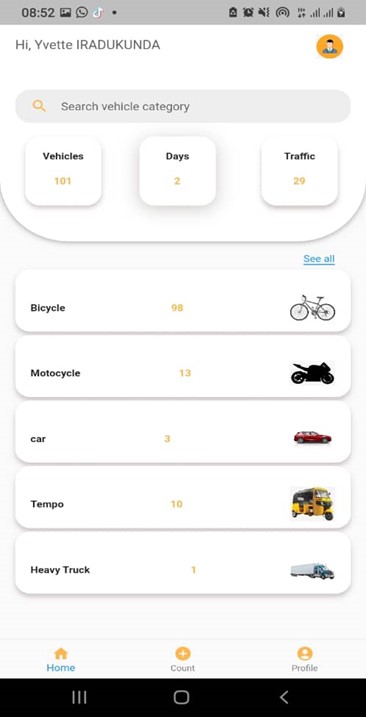 08:52
Hi, Yvette IRADUKUNDA
Search vehicle category
Vehicles Days Traffic
101 2 29
See all
Bicycle 98
Motocycle 13
car 3
Tempo 10
Heavy Truck 1
Home Count Profile